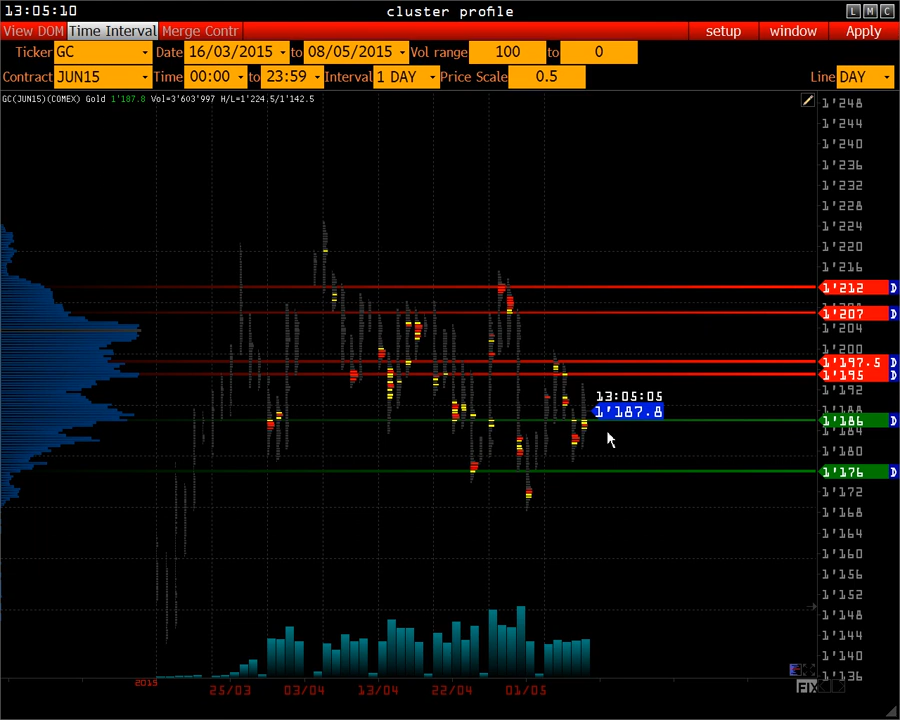 13:05:10 cluster profile L M C
View DOM Time Interval Merge Contr setup window Apply
Ticker GC Date 16/03/2015 to 08/05/2015 Vol range 100 to 0
Contract JUN15 Time 00:00 to 23:59 Interval 1 DAY Price Scale 0.5 Line DAY
GC(JUN15)(COMEX) Gold 1'187.8 Vol=3'603'997 H/L=1'224.5/1'142.5
1'248
1'244
1'240
1'236
1'232
1'228
1'224
1'220
1'216
1'212 D
1'207 D
1'204
1'200
1'197.5 D
1'195 D
1'192
13:05:05
1'187.8
1'186 D
1'180
1'176 D
1'172
1'168
1'164
1'160
1'156
1'152
1'148
1'144
1'140
1'136
2015
25/03 03/04 13/04 22/04 01/05